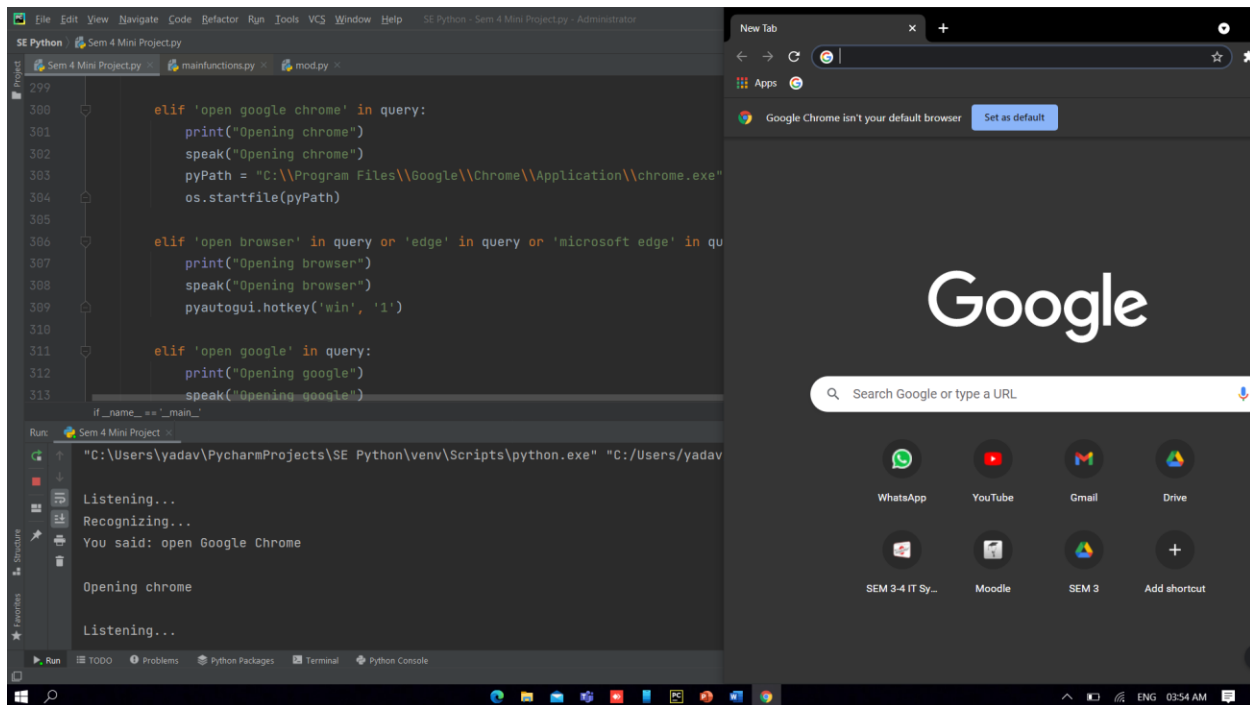 File Edit View Navigate Code Refactor Run Tools VCS Window Help SE Python - Sem 4 Mini Project.py - Administrator
SE Python Sem 4 Mini Project.py
Sem 4 Mini Project.py mainfunctions.py mod.py
Project
299
300 elif 'open google chrome' in query:
301 print("Opening chrome")
302 speak("Opening chrome")
303 pyPath = "C:\\Program Files\\Google\\Chrome\\Application\\chrome.exe"
304 os.startfile(pyPath)
305
306 elif 'open browser' in query or 'edge' in query or 'microsoft edge' in qu
307 print("Opening browser")
308 speak("Opening browser")
309 pyautogui.hotkey('win', '1')
310
311 elif 'open google' in query:
312 print("Opening google")
313 speak("Opening google")
if __name__ == '__main__'
Run: Sem 4 Mini Project
"C:\Users\yadav\PycharmProjects\SE Python\venv\Scripts\python.exe" "C:/Users/yadav
Listening...
Recognizing...
You said: open Google Chrome
Opening chrome
Listening...
Structure
Favorites
Run TODO Problems Python Packages Terminal Python Console
New Tab
Apps
Google Chrome isn't your default browser Set as default
Google
Search Google or type a URL
WhatsApp YouTube Gmail Drive
SEM 3-4 IT Sy... Moodle SEM 3 Add shortcut
ENG 03:54 AM